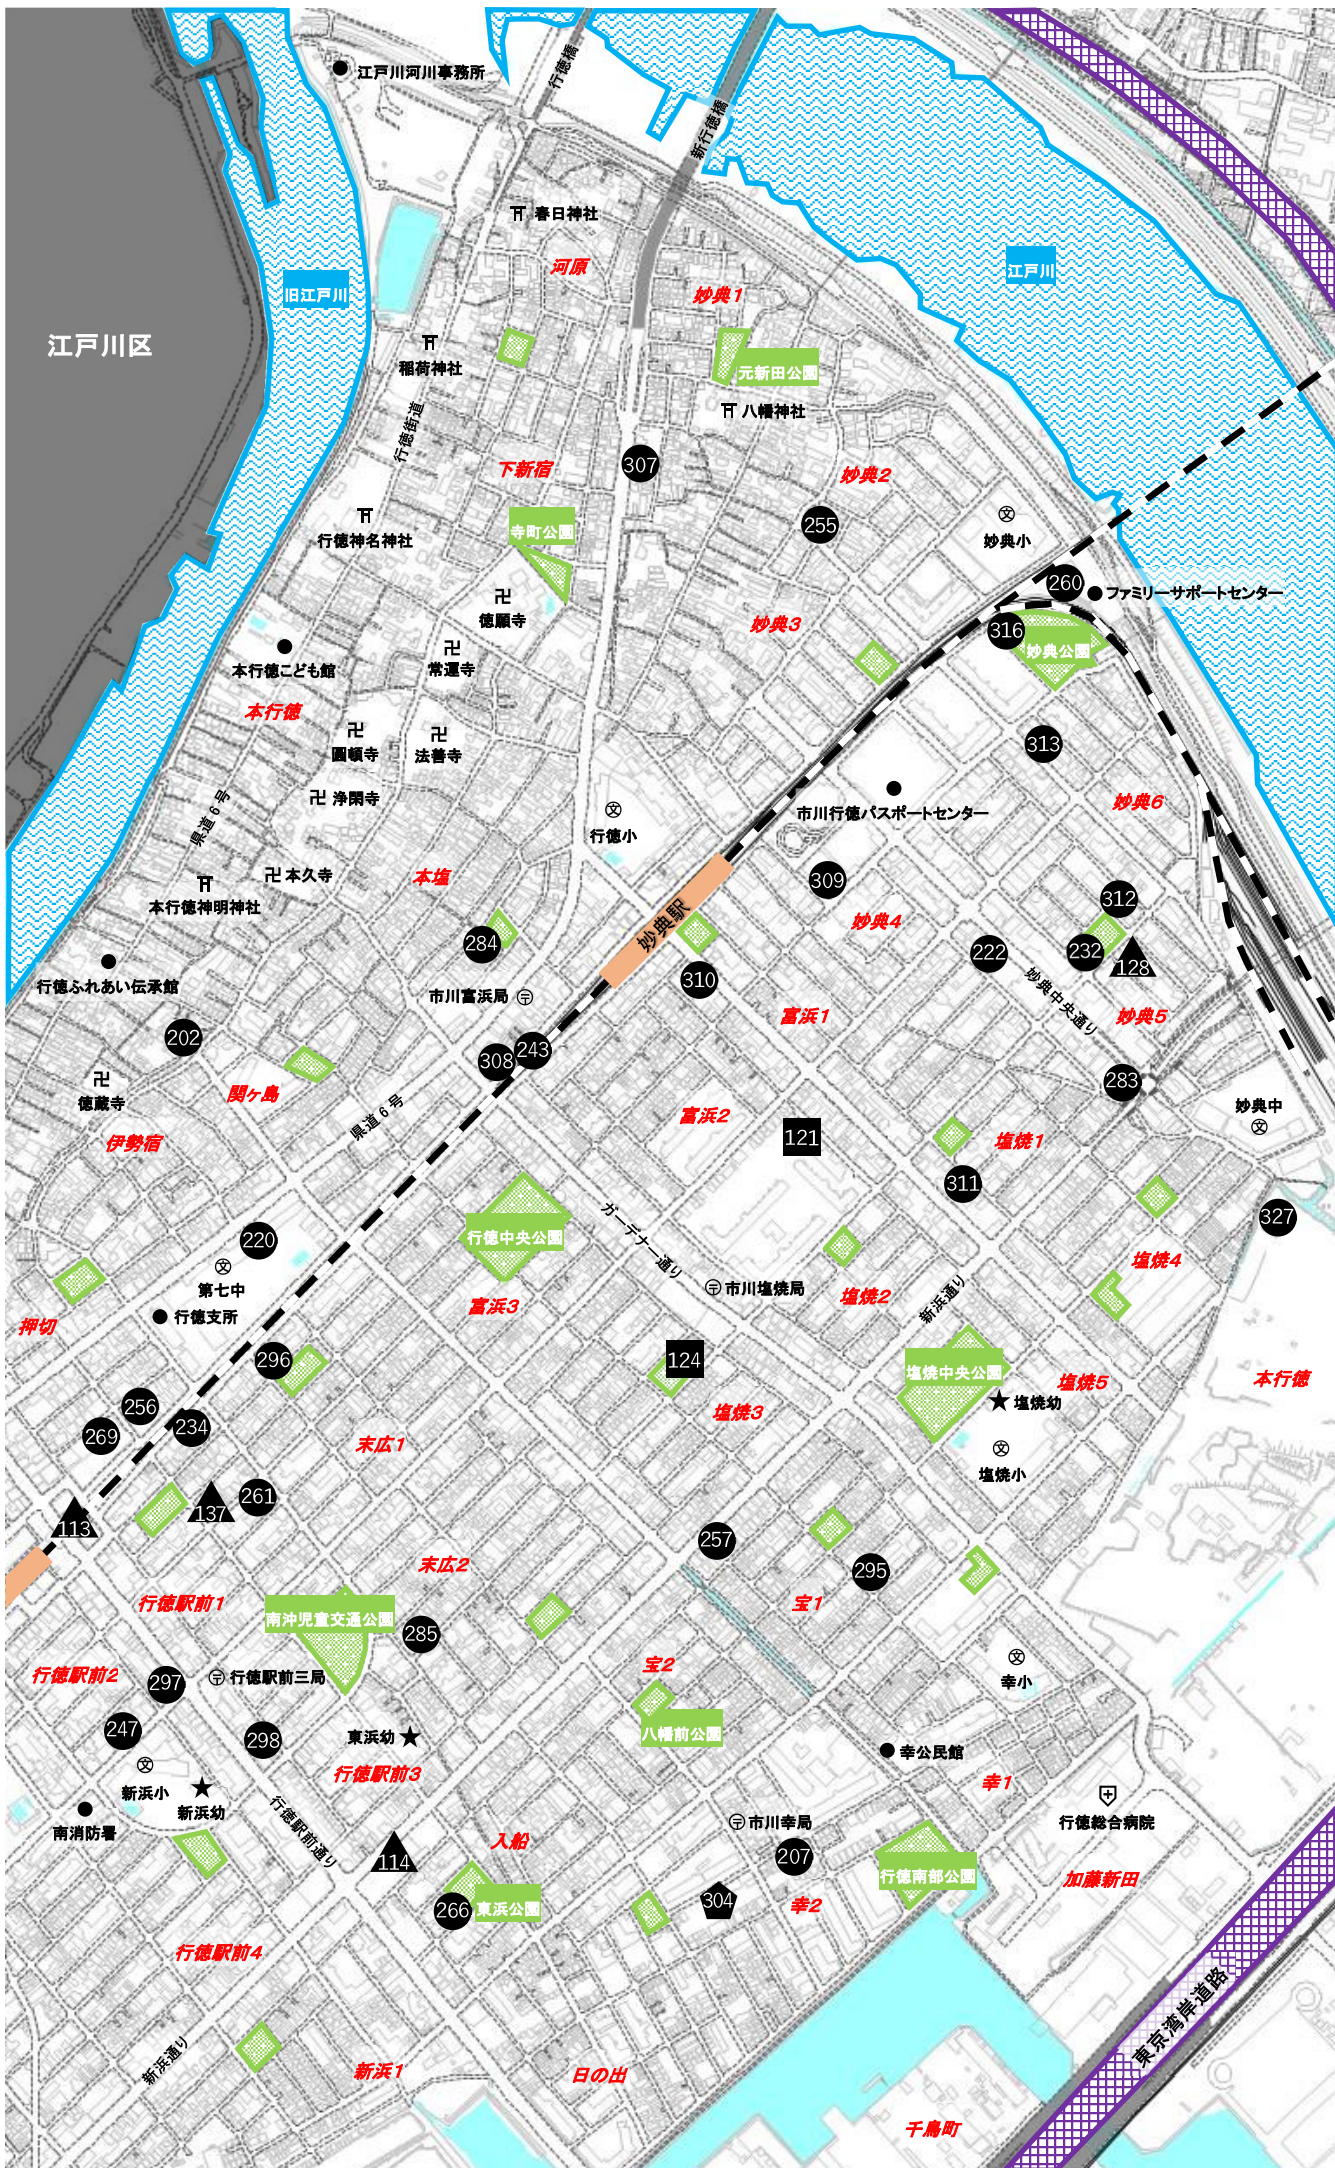 江戸川河川事務所
行徳橋
新行徳橋
春日神社
河原
妙典1
江戸川
旧江戸川
江戸川区
稲荷神社
元新田公園
八幡神社
行徳街道
307
下新宿
妙典2
255
文
妙典小
行徳神名神社
寺町公園
260
ファミリーサポートセンター
徳願寺
妙典3
316
妙典公園
常運寺
本行徳こども館
本行徳
圓頓寺
法善寺
313
市川行徳パスポートセンター
妙典6
浄閑寺
県道6号
文
行徳小
本久寺
本塩
309
妙典4
312
本行徳神明神社
妙典駅
284
222
232
128
行徳ふれあい伝承館
市川富浜局
310
妙典中央通り
富浜1
妙典5
202
308
243
283
徳蔵寺
関ヶ島
県道6号
妙典中
文
伊勢宿
富浜2
121
塩焼1
311
327
220
行徳中央公園
ガーデナー通り
文
第七中
塩焼4
市川塩焼局
塩焼2
新浜通り
富浜3
行徳支所
押切
296
124
塩焼中央公園
塩焼5
本行徳
塩焼幼
256
269
234
塩焼3
末広1
文
塩焼小
137
261
113
257
末広2
295
行徳駅前1
宝1
南沖児童交通公園
285
行徳駅前2
297
行徳駅前三局
宝2
文
幸小
247
298
東浜幼
八幡前公園
幸公民館
文
新浜小
新浜幼
行徳駅前3
幸1
南消防署
行徳駅前通り
行徳総合病院
市川幸局
入船
114
207
行徳南部公園
加藤新田
266
東浜公園
304
幸2
行徳駅前4
東京湾岸道路
新浜通り
新浜1
日の出
千鳥町